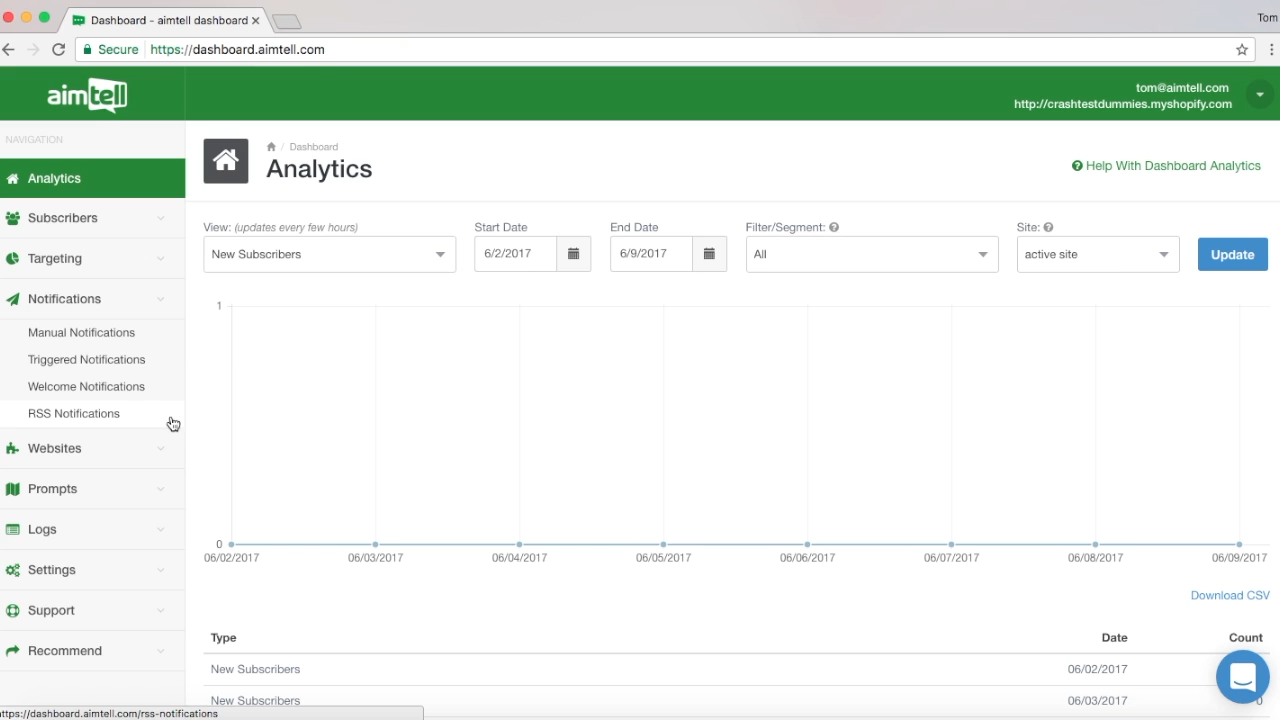 Dashboard - aimtell dashboard
Tom
Secure https://dashboard.aimtell.com
aimtell
tom@aimtell.com
http://crashtestdummies.myshopify.com
NAVIGATION
Analytics
Subscribers
Targeting
Notifications
Manual Notifications
Triggered Notifications
Welcome Notifications
RSS Notifications
Websites
Prompts
Logs
Settings
Support
Recommend
/ Dashboard
Analytics
Help With Dashboard Analytics
View: (updates every few hours)
New Subscribers
Start Date
6/2/2017
End Date
6/9/2017
Filter/Segment:
All
Site:
active site
Update
1
0
06/02/2017 06/03/2017 06/04/2017 06/05/2017 06/06/2017 06/07/2017 06/08/2017 06/09/2017
Download CSV
Type Date Count
New Subscribers 06/02/2017
New Subscribers 06/03/2017 0
ttps://dashboard.aimtell.com/rss-notifications